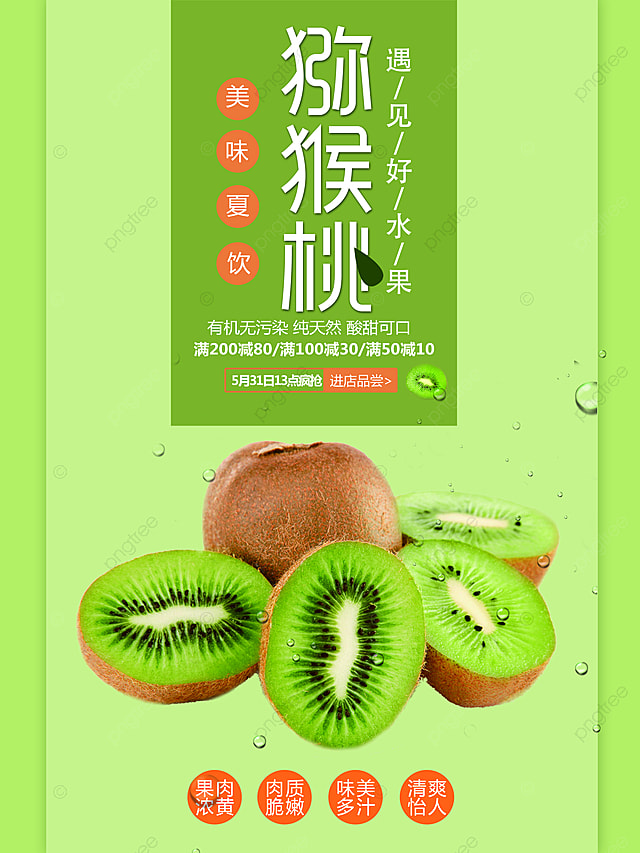 猕猴桃
遇/见/好/水/果
美味夏饮
有机无污染 纯天然 酸甜可口
满200减80/满100减30/满50减10
5月31日13点疯抢 进店品尝>
果肉
浓黄
肉质
脆嫩
味美
多汁
清爽
怡人
pngtree